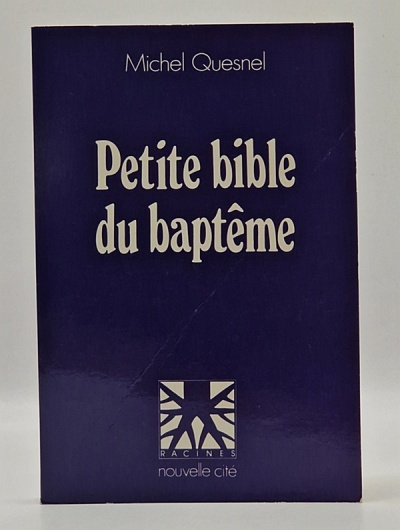 Michel Quesnel
Petite bible
du baptême
RACINES
nouvelle cité